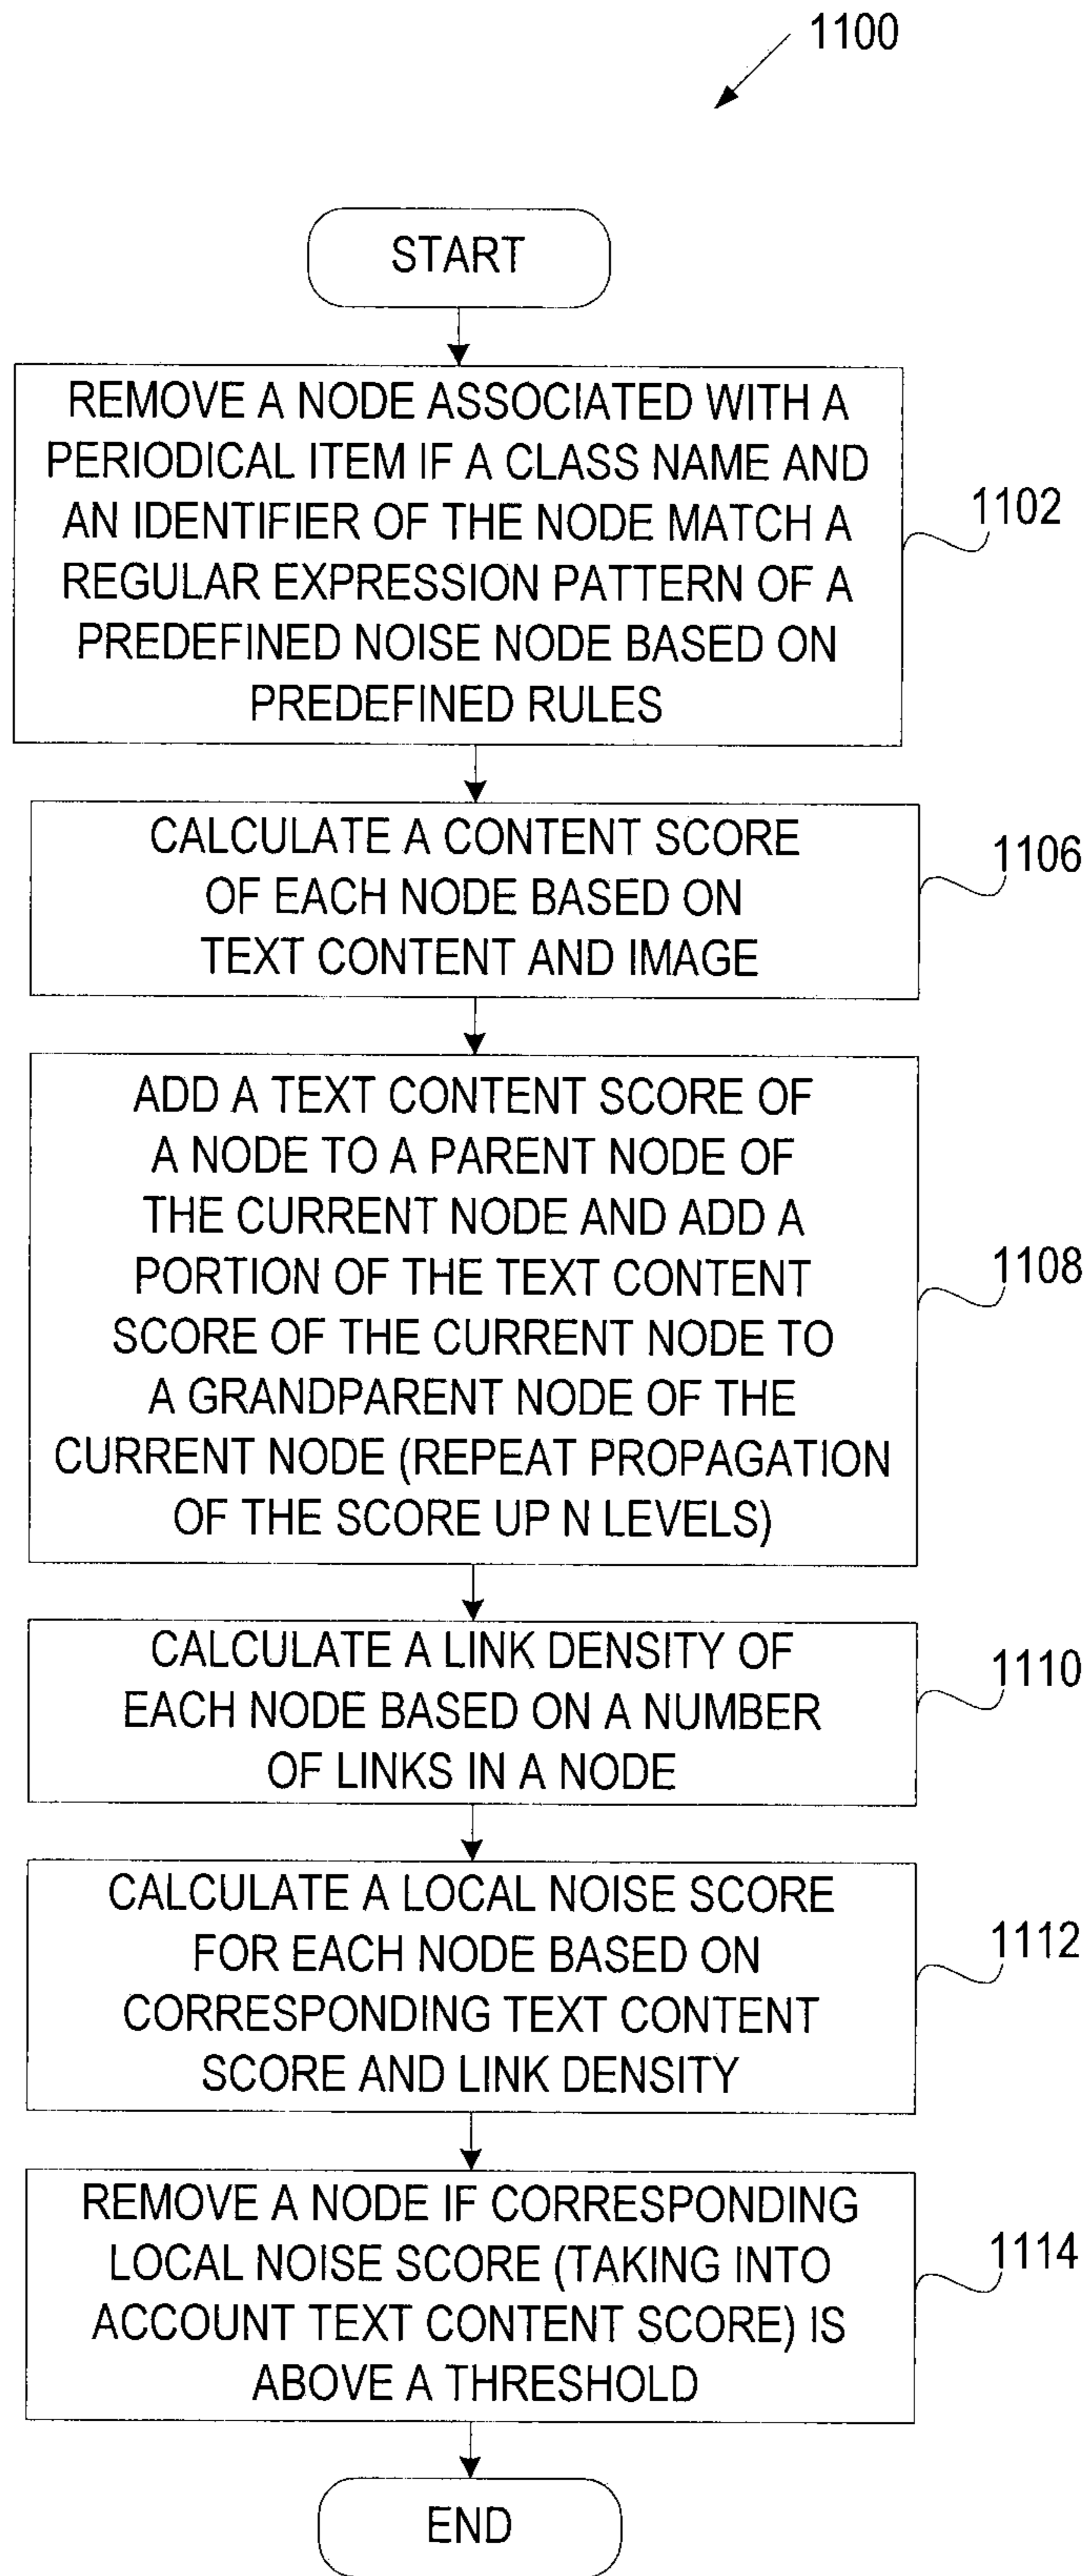 1100
START
REMOVE A NODE ASSOCIATED WITH A
PERIODICAL ITEM IF A CLASS NAME AND
AN IDENTIFIER OF THE NODE MATCH A
REGULAR EXPRESSION PATTERN OF A
PREDEFINED NOISE NODE BASED ON
PREDEFINED RULES
1102
CALCULATE A CONTENT SCORE
OF EACH NODE BASED ON
TEXT CONTENT AND IMAGE
1106
ADD A TEXT CONTENT SCORE OF
A NODE TO A PARENT NODE OF
THE CURRENT NODE AND ADD A
PORTION OF THE TEXT CONTENT
SCORE OF THE CURRENT NODE TO
A GRANDPARENT NODE OF THE
CURRENT NODE (REPEAT PROPAGATION
OF THE SCORE UP N LEVELS)
1108
CALCULATE A LINK DENSITY OF
EACH NODE BASED ON A NUMBER
OF LINKS IN A NODE
1110
CALCULATE A LOCAL NOISE SCORE
FOR EACH NODE BASED ON
CORRESPONDING TEXT CONTENT
SCORE AND LINK DENSITY
1112
REMOVE A NODE IF CORRESPONDING
LOCAL NOISE SCORE (TAKING INTO
ACCOUNT TEXT CONTENT SCORE) IS
ABOVE A THRESHOLD
1114
END